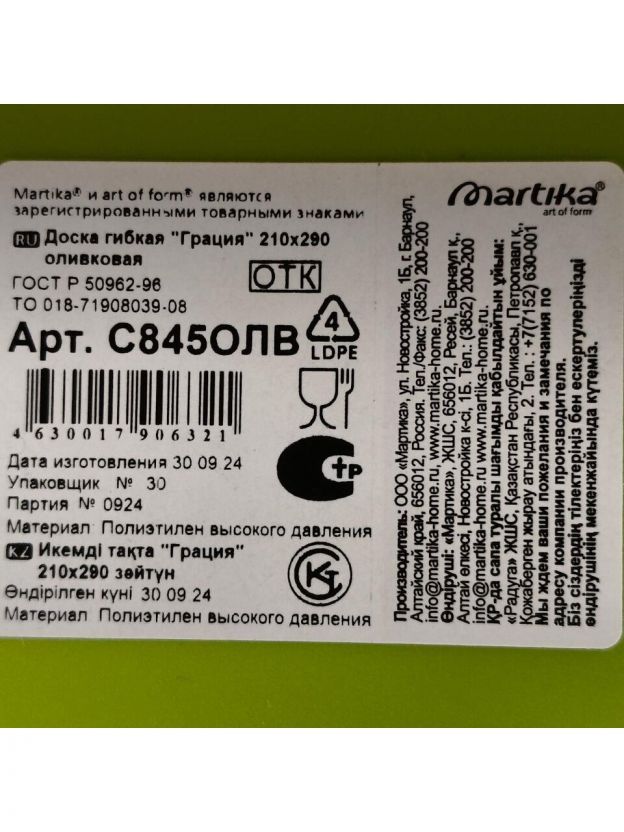 Martika® и art of form® являются
зарегистрированными товарными знаками
RU Доска гибкая "Грация" 210х290
оливковая
ГОСТ Р 50962-96
ТО 018-71908039-08
ОТК
Арт. С845ОЛВ
4
LDPE
4 630017 906321
Дата изготовления 30 09 24
Упаковщик № 30
Партия № 0924
Материал Полиэтилен высокого давления
KZ Икемді тақта "Грация"
210х290 зәйтүн
Өндірілген күні 30 09 24
Материал Полиэтилен высокого давления
martika®
art of form
Производитель: ООО «Мартика», ул. Новостройка, 1Б, г. Барнаул,
Алтайский край, 656012, Россия. Тел./Факс: (3852) 200-200
info@martika-home.ru, www.martika-home.ru
Өндіруші: «Мартика», ЖШС, 656012, Ресей, Барнаул қ.,
Алтай өлкесі, Новостройка к-сі, 1Б. Тел.: (3852) 200-200
info@martika-home.ru www.martika-home.ru
ҚР-да сапа туралы шағымды қабылдайтын ұйым:
«Радуга» ЖШС, Қазақстан Республикасы, Петропавл қ.,
Қожаберген жырау атындағы, 2. Тел. : +7(7152) 630-001
Мы ждем ваши пожелания и замечания по
адресу компании производителя.
Біз сіздердің тілектеріңіз бен ескертулеріңізді
өндірушінің мекенжайында күтеміз.